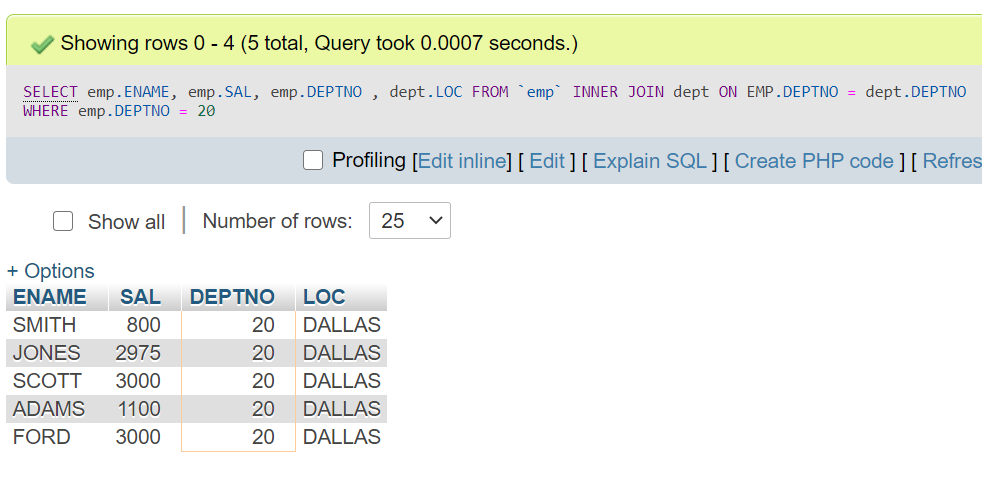 Showing rows 0 - 4 (5 total, Query took 0.0007 seconds.)
SELECT emp.ENAME, emp.SAL, emp.DEPTNO , dept.LOC FROM `emp` INNER JOIN dept ON EMP.DEPTNO = dept.DEPTNO
WHERE emp.DEPTNO = 20
Profiling [Edit inline] [ Edit ] [ Explain SQL ] [ Create PHP code ] [ Refres
Show all | Number of rows: 25
+ Options
ENAME SAL DEPTNO LOC
SMITH 800 20 DALLAS
JONES 2975 20 DALLAS
SCOTT 3000 20 DALLAS
ADAMS 1100 20 DALLAS
FORD 3000 20 DALLAS